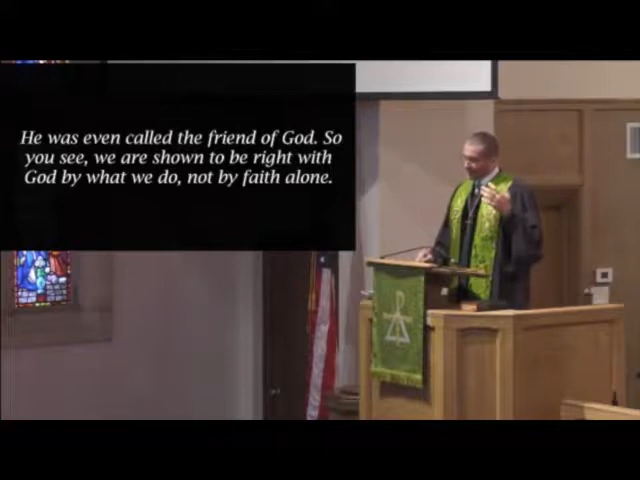 He was even called the friend of God. So
you see, we are shown to be right with
God by what we do, not by faith alone.